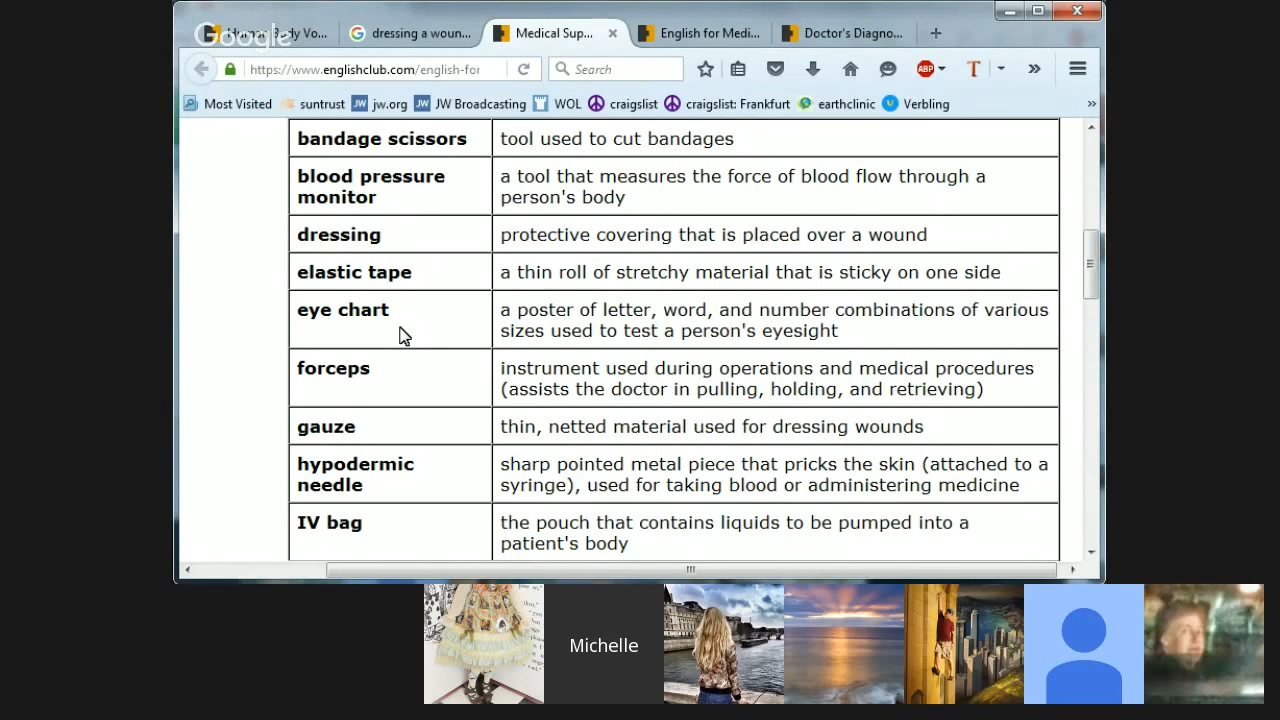 Google
Human Body Vo...
dressing a woun...
Medical Sup...
English for Medi...
Doctor's Diagno...
https://www.englishclub.com/english-for
Search
ABP
T
Most Visited
suntrust
JW jw.org
JW JW Broadcasting
WOL
craigslist
craigslist: Frankfurt
earthclinic
V Verbling
bandage scissors
tool used to cut bandages
blood pressure
monitor
a tool that measures the force of blood flow through a
person's body
dressing
protective covering that is placed over a wound
elastic tape
a thin roll of stretchy material that is sticky on one side
eye chart
a poster of letter, word, and number combinations of various
sizes used to test a person's eyesight
forceps
instrument used during operations and medical procedures
(assists the doctor in pulling, holding, and retrieving)
gauze
thin, netted material used for dressing wounds
hypodermic
needle
sharp pointed metal piece that pricks the skin (attached to a
syringe), used for taking blood or administering medicine
IV bag
the pouch that contains liquids to be pumped into a
patient's body
Michelle